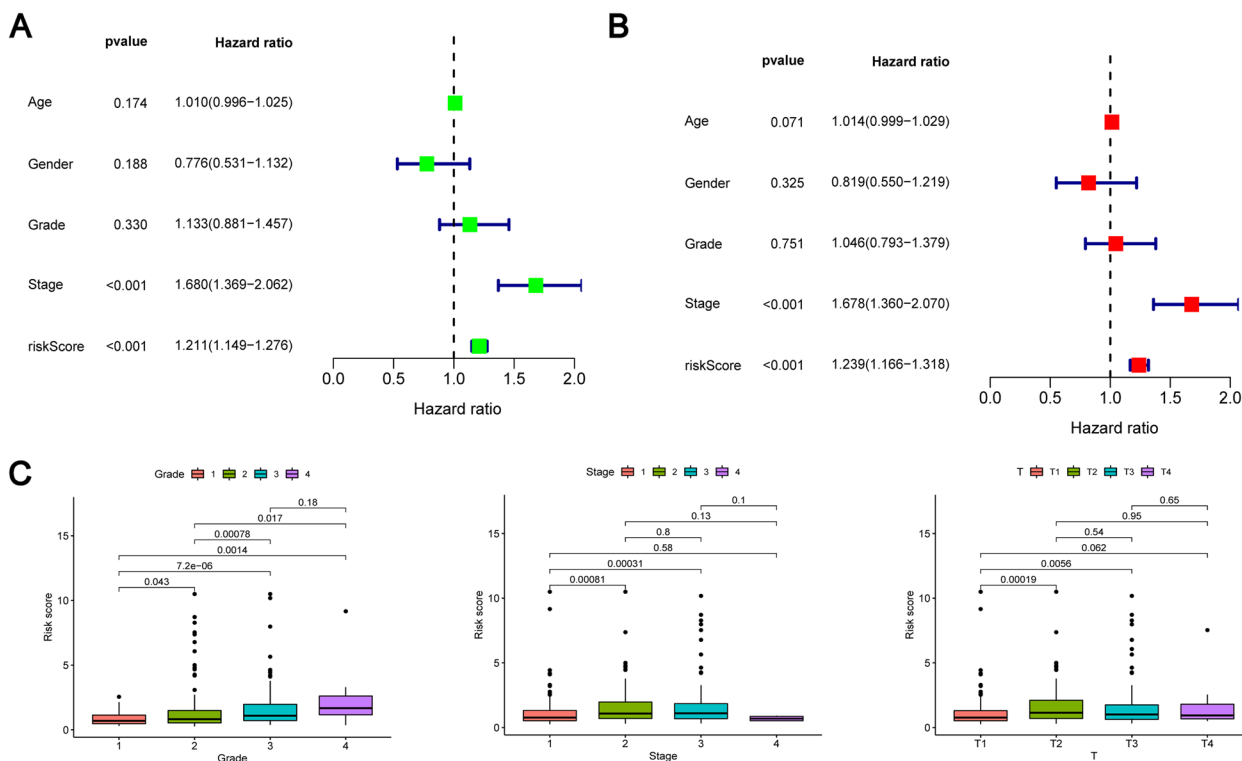 A
pvalue Hazard ratio
Age 0.174 1.010(0.996−1.025)
Gender 0.188 0.776(0.531−1.132)
Grade 0.330 1.133(0.881−1.457)
Stage <0.001 1.680(1.369−2.062)
riskScore <0.001 1.211(1.149−1.276)
0.0 0.5 1.0 1.5 2.0
Hazard ratio
B
pvalue Hazard ratio
Age 0.071 1.014(0.999−1.029)
Gender 0.325 0.819(0.550−1.219)
Grade 0.751 1.046(0.793−1.379)
Stage <0.001 1.678(1.360−2.070)
riskScore <0.001 1.239(1.166−1.318)
0.0 0.5 1.0 1.5 2.0
Hazard ratio
C
Grade 1 2 3 4
0.18
0.017
0.00078
0.0014
7.2e−06
0.043
15
10
5
0
Risk score
1 2 3 4
Grade
Stage 1 2 3 4
0.1
0.13
0.8
0.58
0.00031
0.00081
15
10
5
0
Risk score
1 2 3 4
Stage
T T1 T2 T3 T4
0.65
0.95
0.54
0.062
0.0056
0.00019
15
10
5
0
Risk score
T1 T2 T3 T4
T